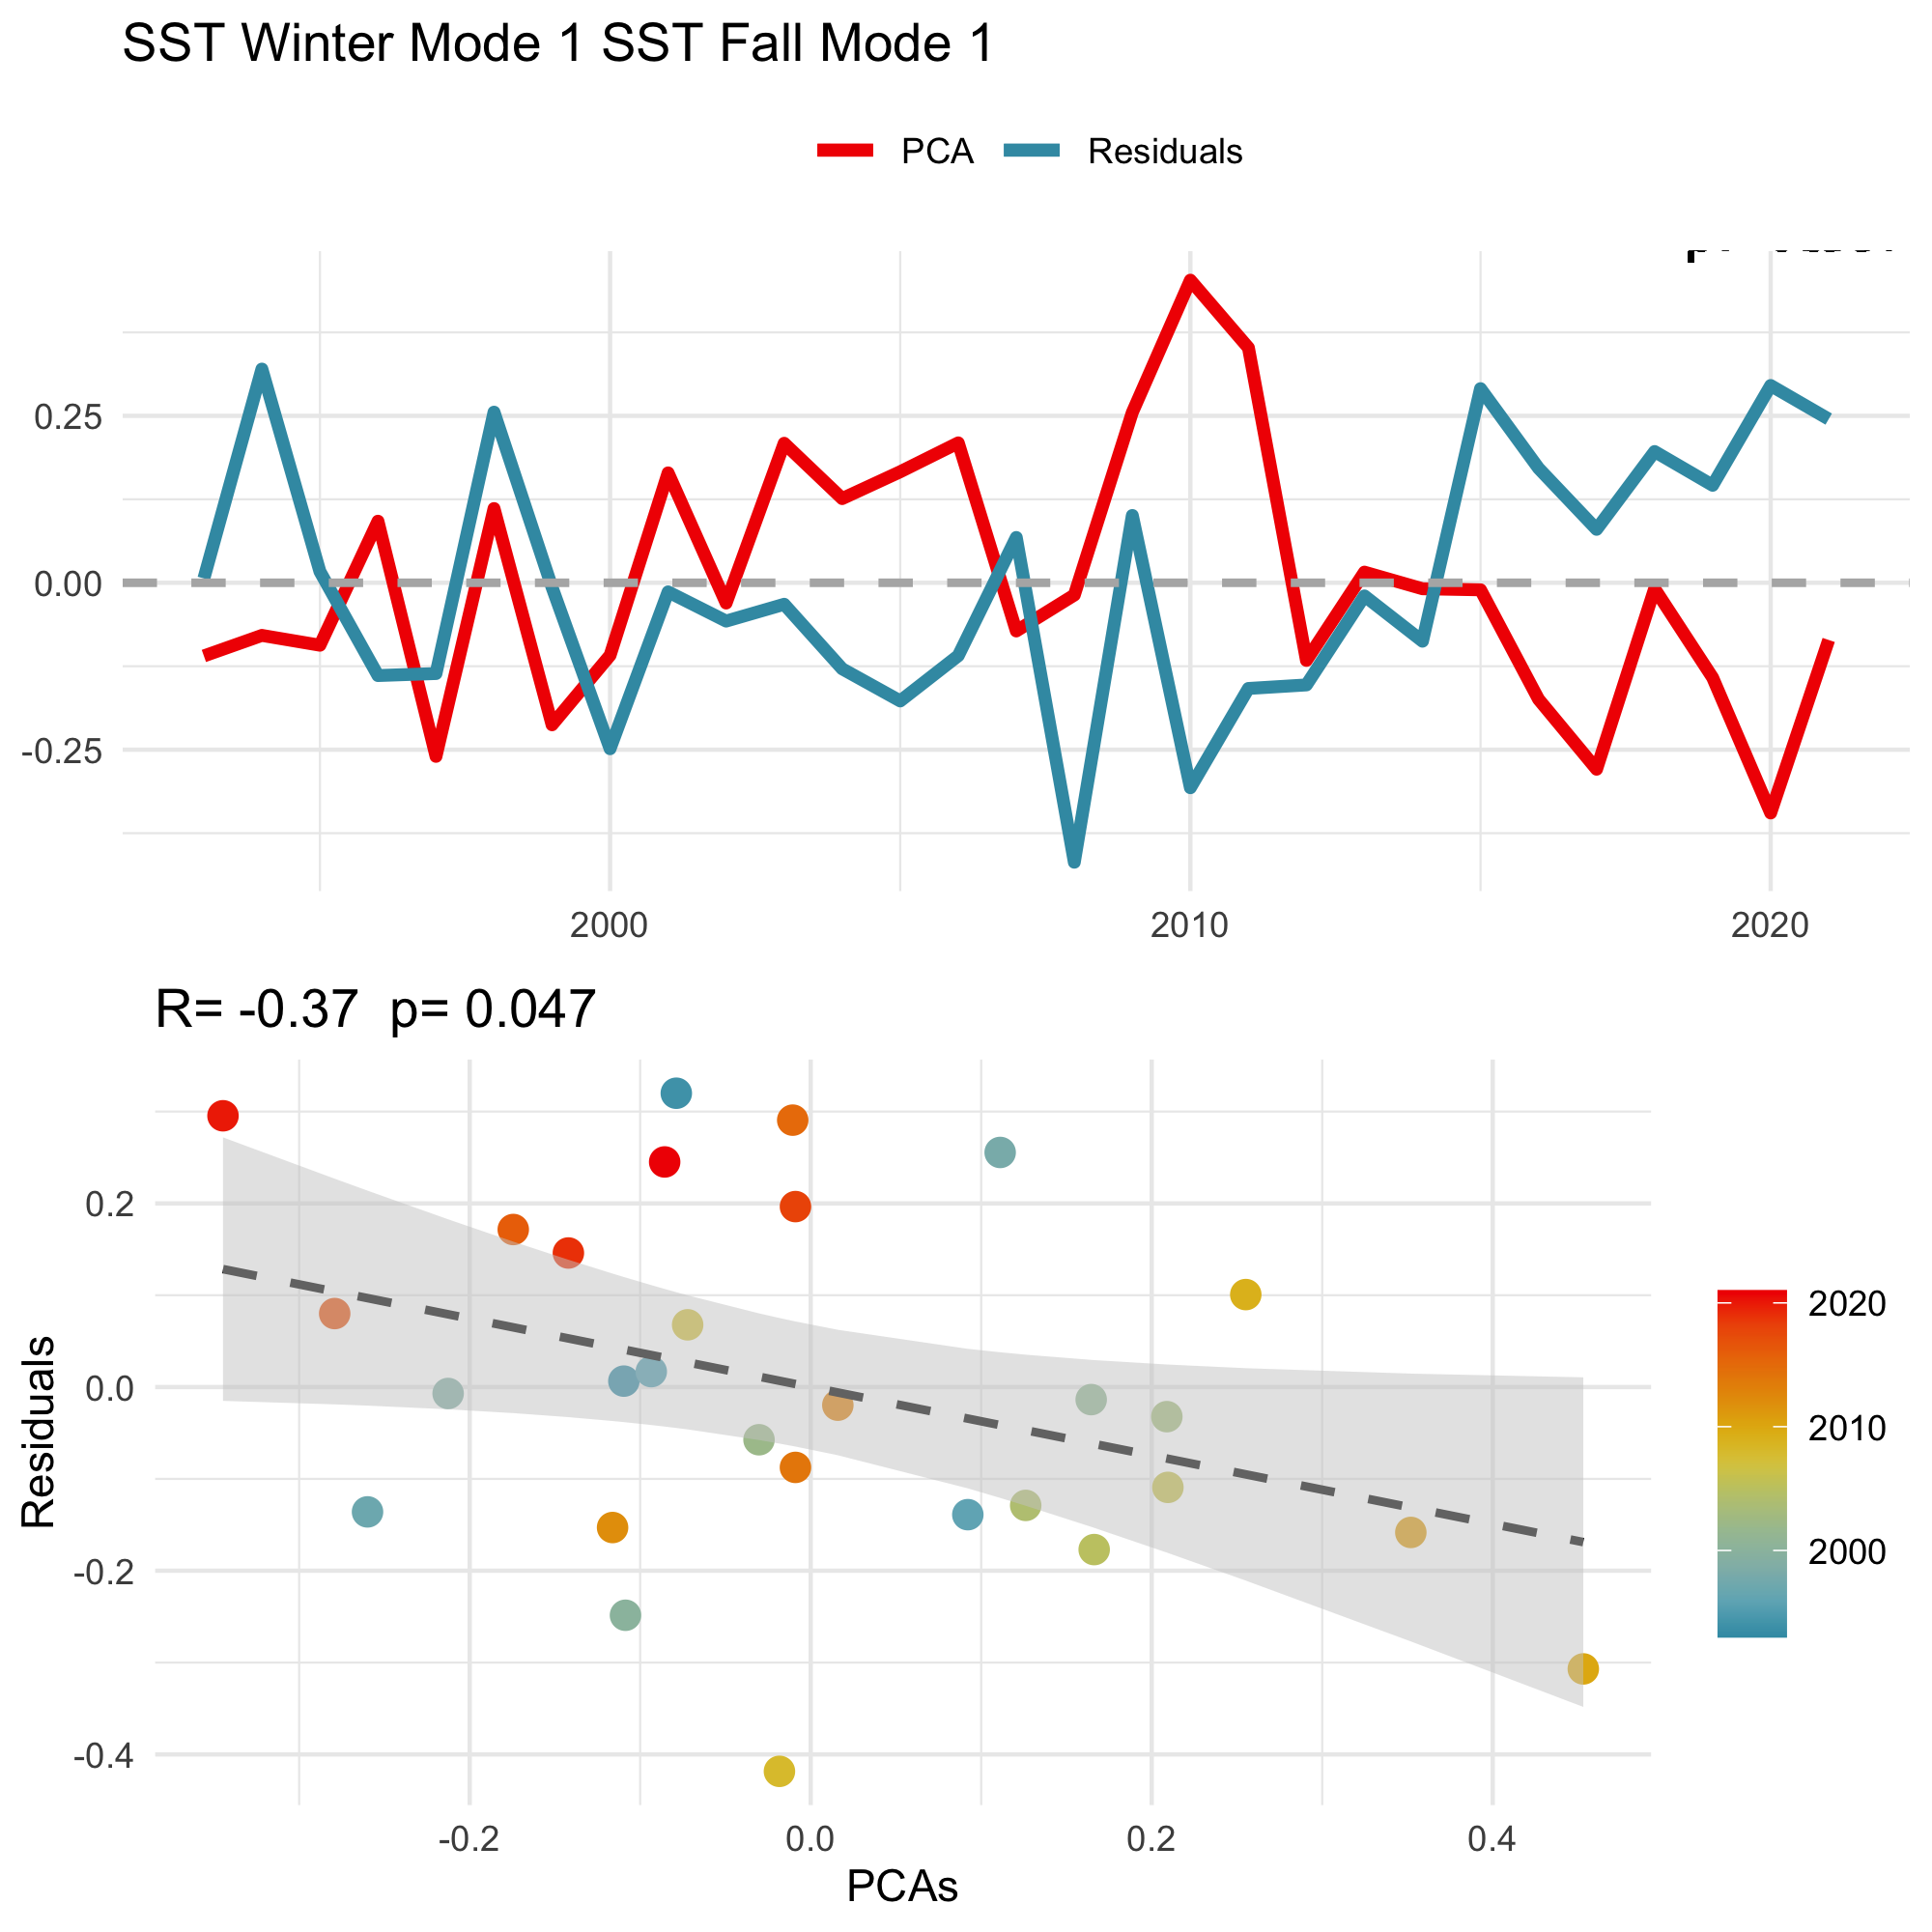 SST Winter Mode 1 SST Fall Mode 1
PCA Residuals
0.25
0.00
-0.25
2000 2010 2020
R= -0.37 p= 0.047
Residuals
0.2
0.0
-0.2
-0.4
-0.2 0.0 0.2 0.4
PCAs
2020
2010
2000